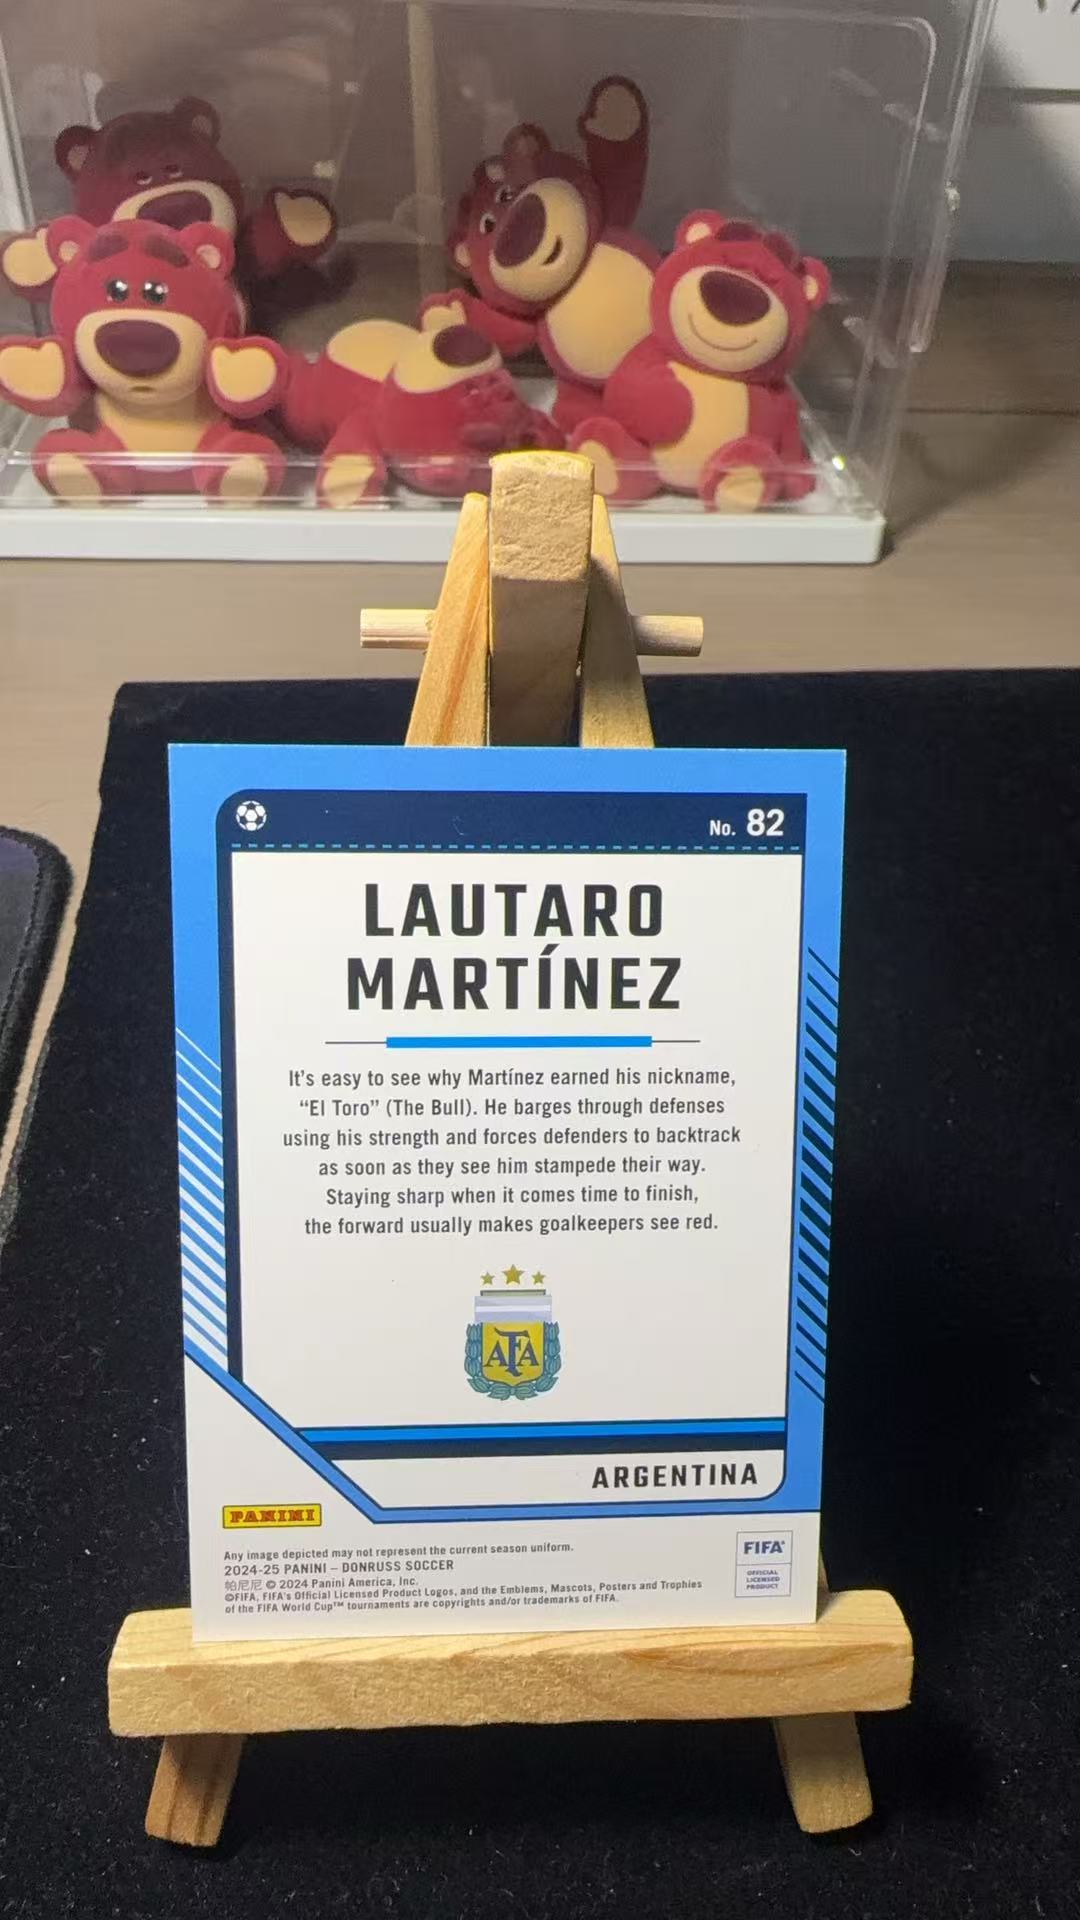 No. 82
LAUTARO
MARTÍNEZ
It's easy to see why Martínez earned his nickname,
“El Toro” (The Bull). He barges through defenses
using his strength and forces defenders to backtrack
as soon as they see him stampede their way.
Staying sharp when it comes time to finish,
the forward usually makes goalkeepers see red.
AFA
ARGENTINA
PANINI
Any image depicted may not represent the current season uniform.
2024-25 PANINI – DONRUSS SOCCER
帕尼尼 © 2024 Panini America, Inc.
©FIFA, FIFA's Official Licensed Product Logos, and the Emblems, Mascots, Posters and Trophies
of the FIFA World Cup™ tournaments are copyrights and/or trademarks of FIFA.
FIFA®
OFFICIAL
LICENSED
PRODUCT